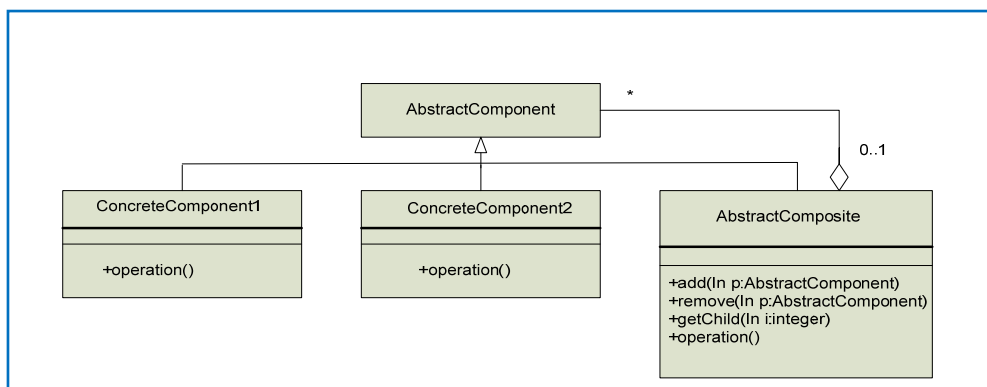 AbstractComponent
*
0..1
ConcreteComponent1
+operation()
ConcreteComponent2
+operation()
AbstractComposite
+add(In p:AbstractComponent)
+remove(In p:AbstractComponent)
+getChild(In i:integer)
+operation()